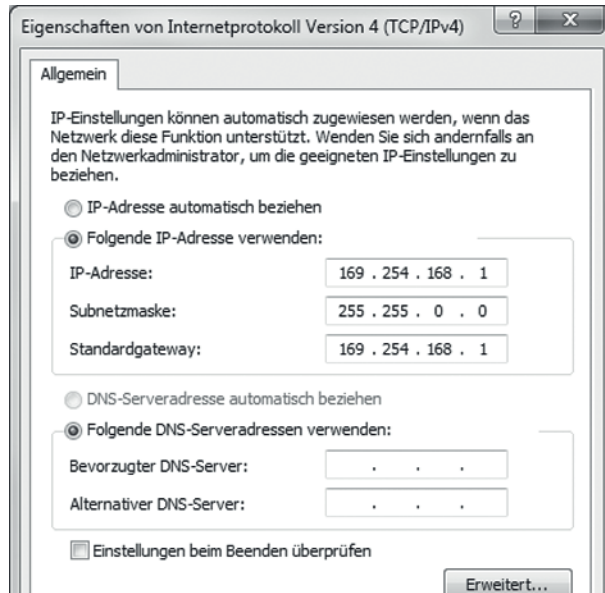 Eigenschaften von Internetprotokoll Version 4 (TCP/IPv4)
Allgemein
IP-Einstellungen können automatisch zugewiesen werden, wenn das
Netzwerk diese Funktion unterstützt. Wenden Sie sich andernfalls an
den Netzwerkadministrator, um die geeigneten IP-Einstellungen zu
beziehen.
IP-Adresse automatisch beziehen
Folgende IP-Adresse verwenden:
IP-Adresse: 169 . 254 . 168 . 1
Subnetzmaske: 255 . 255 . 0 . 0
Standardgateway: 169 . 254 . 168 . 1
DNS-Serveradresse automatisch beziehen
Folgende DNS-Serveradressen verwenden:
Bevorzugter DNS-Server: . . .
Alternativer DNS-Server: . . .
Einstellungen beim Beenden überprüfen
Erweitert...